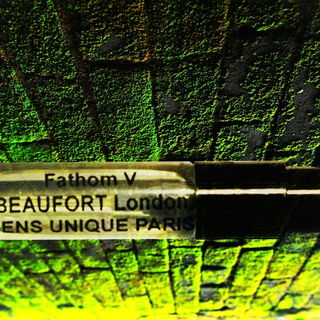 Fathom V
BEAUFORT London
ENS UNIQUE PARIS